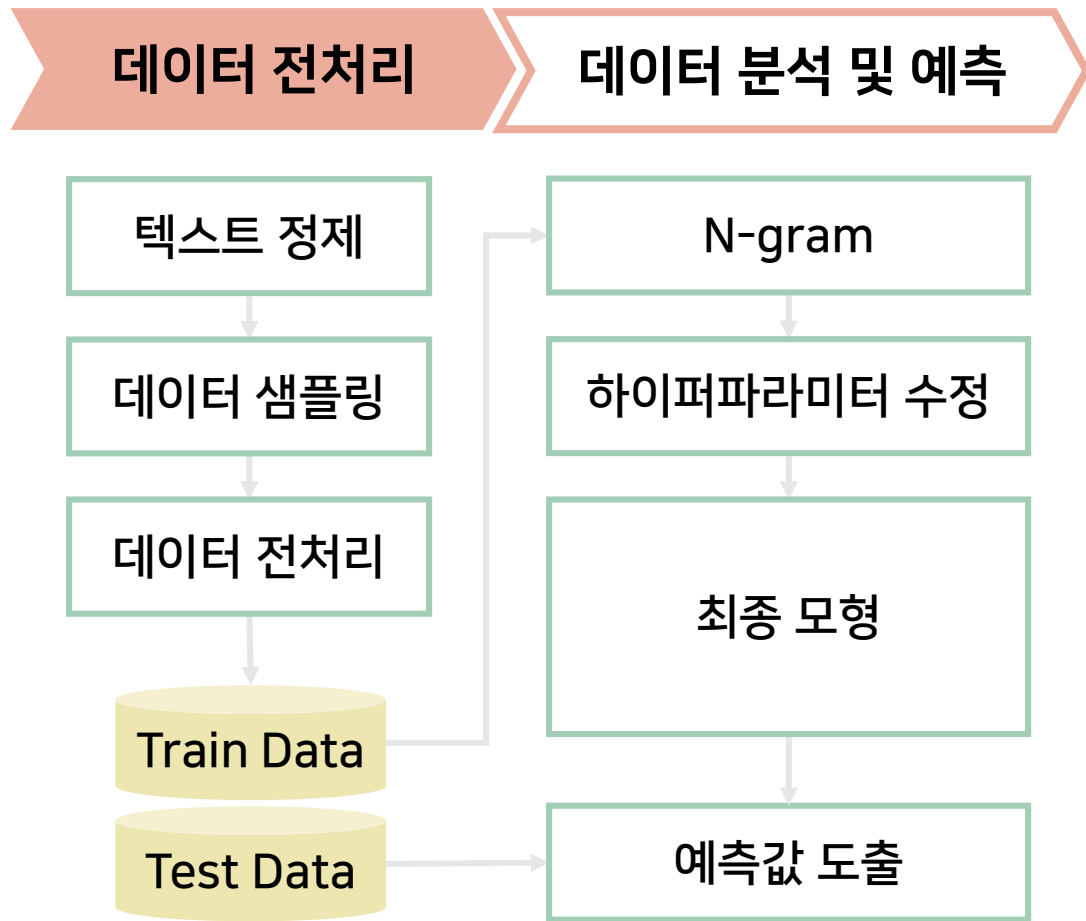 데이터 전처리
데이터 분석 및 예측
텍스트 정제
데이터 샘플링
데이터 전처리
Train Data
Test Data
N-gram
하이퍼파라미터 수정
최종 모형
예측값 도출